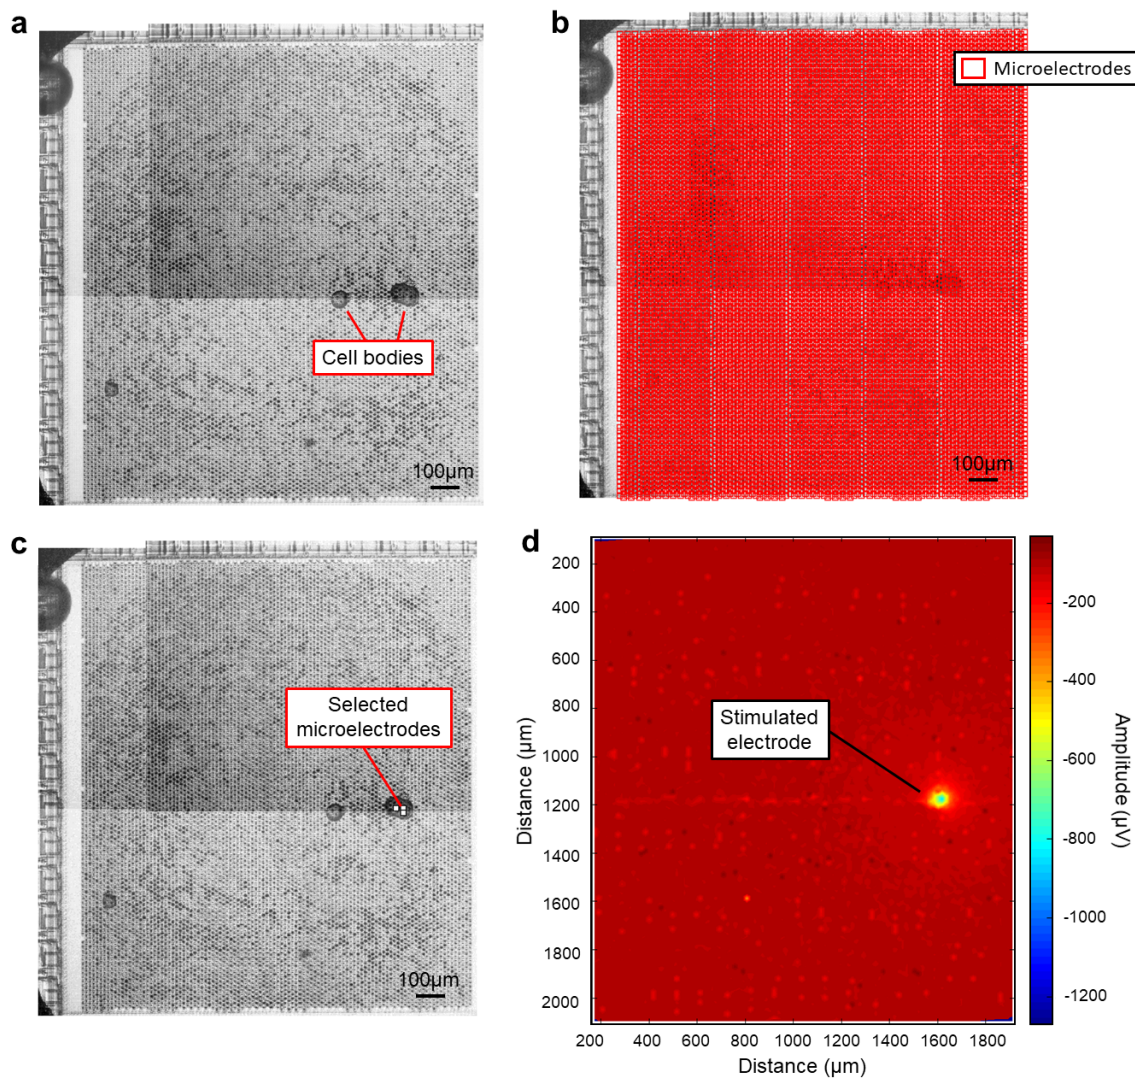 a
Cell bodies
100µm
b
Microelectrodes
100µm
c
Selected
microelectrodes
100µm
d
200
400
600
800
1000
1200
1400
1600
1800
2000
Distance (µm)
Stimulated
electrode
200 400 600 800 1000 1200 1400 1600 1800
Distance (µm)
-200
-400
-600
-800
-1000
-1200
Amplitude (µV)